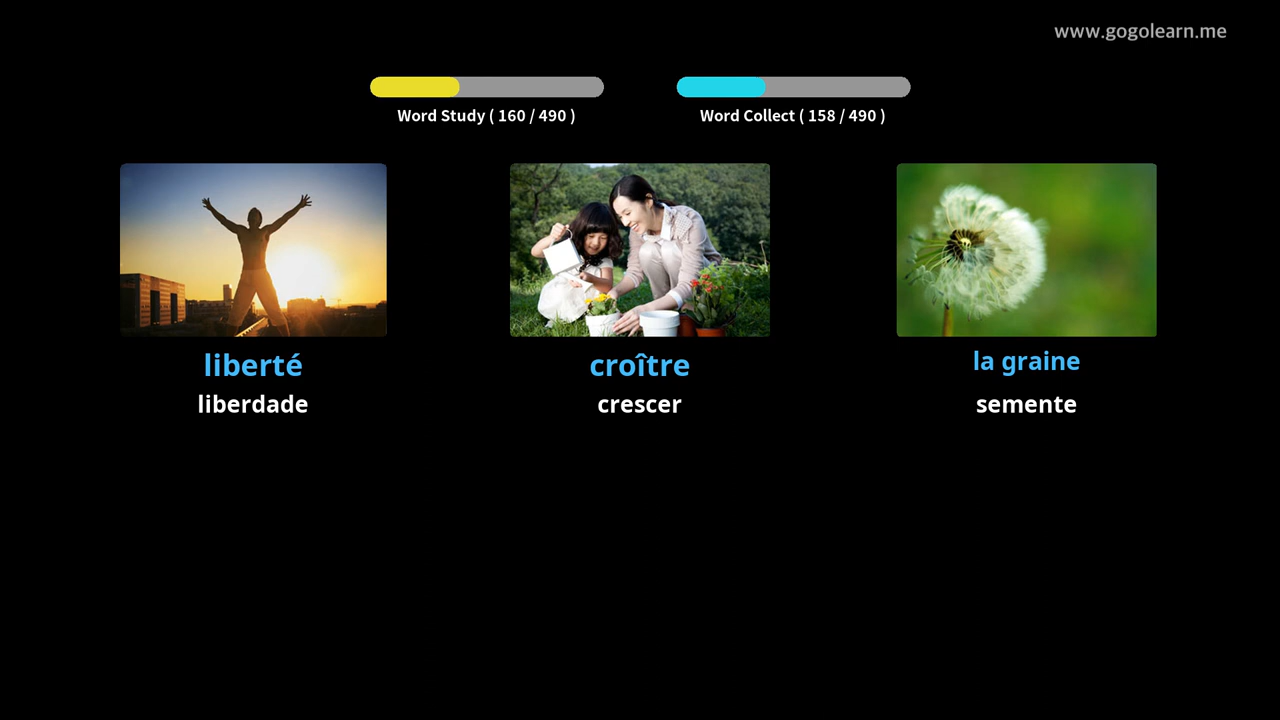 www.gogolearn.me
Word Study ( 160 / 490 )
Word Collect ( 158 / 490 )
liberté
liberdade
croître
crescer
la graine
semente